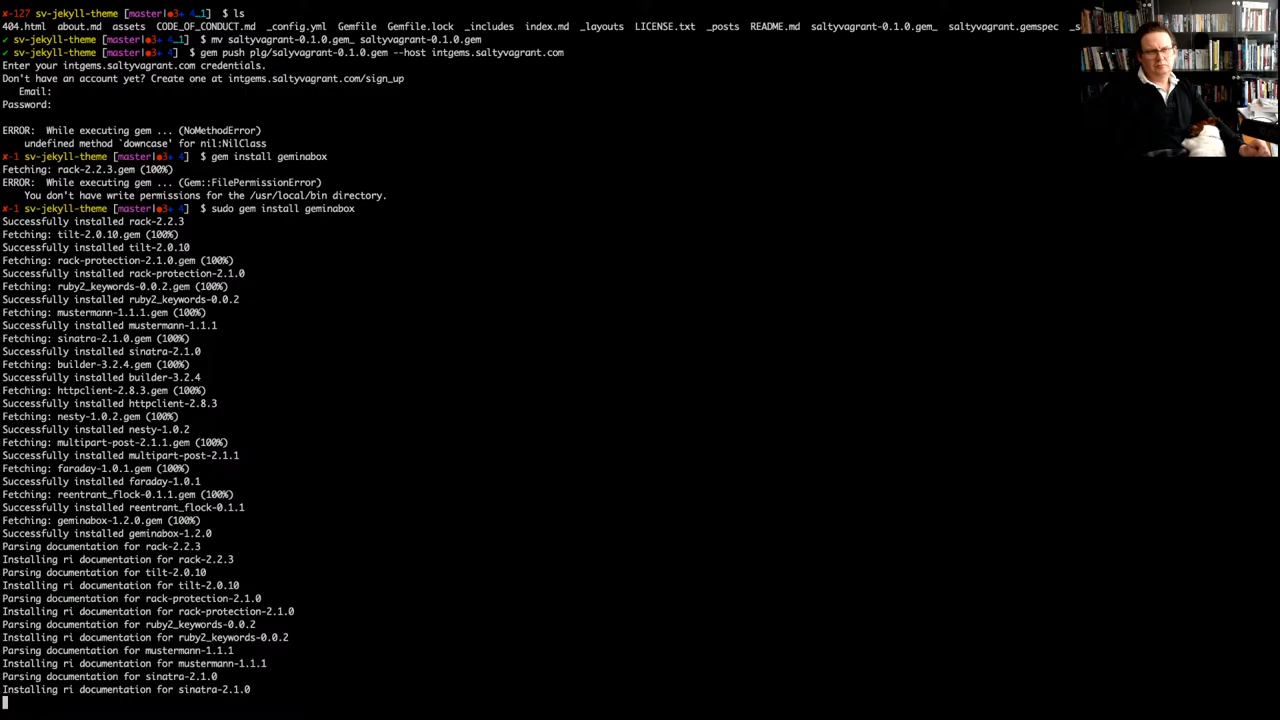 ✘-127 sv-jekyll-theme [master|●3✚ 4⚑1] $ ls
404.html about.md assets CODE_OF_CONDUCT.md _config.yml Gemfile Gemfile.lock _includes index.md _layouts LICENSE.txt _posts README.md saltyvagrant-0.1.0.gem_ saltyvagrant.gemspec _s
✔ sv-jekyll-theme [master|●3✚ 4⚑1] $ mv saltyvagrant-0.1.0.gem_ saltyvagrant-0.1.0.gem
✔ sv-jekyll-theme [master|●3✚ 4] $ gem push plg/saltyvagrant-0.1.0.gem --host intgems.saltyvagrant.com
Enter your intgems.saltyvagrant.com credentials.
Don't have an account yet? Create one at intgems.saltyvagrant.com/sign_up
Email:
Password:
ERROR: While executing gem ... (NoMethodError)
undefined method `downcase' for nil:NilClass
✘-1 sv-jekyll-theme [master|●3✚ 4] $ gem install geminabox
Fetching: rack-2.2.3.gem (100%)
ERROR: While executing gem ... (Gem::FilePermissionError)
You don't have write permissions for the /usr/local/bin directory.
✘-1 sv-jekyll-theme [master|●3✚ 4] $ sudo gem install geminabox
Successfully installed rack-2.2.3
Fetching: tilt-2.0.10.gem (100%)
Successfully installed tilt-2.0.10
Fetching: rack-protection-2.1.0.gem (100%)
Successfully installed rack-protection-2.1.0
Fetching: ruby2_keywords-0.0.2.gem (100%)
Successfully installed ruby2_keywords-0.0.2
Fetching: mustermann-1.1.1.gem (100%)
Successfully installed mustermann-1.1.1
Fetching: sinatra-2.1.0.gem (100%)
Successfully installed sinatra-2.1.0
Fetching: builder-3.2.4.gem (100%)
Successfully installed builder-3.2.4
Fetching: httpclient-2.8.3.gem (100%)
Successfully installed httpclient-2.8.3
Fetching: nesty-1.0.2.gem (100%)
Successfully installed nesty-1.0.2
Fetching: multipart-post-2.1.1.gem (100%)
Successfully installed multipart-post-2.1.1
Fetching: faraday-1.0.1.gem (100%)
Successfully installed faraday-1.0.1
Fetching: reentrant_flock-0.1.1.gem (100%)
Successfully installed reentrant_flock-0.1.1
Fetching: geminabox-1.2.0.gem (100%)
Successfully installed geminabox-1.2.0
Parsing documentation for rack-2.2.3
Installing ri documentation for rack-2.2.3
Parsing documentation for tilt-2.0.10
Installing ri documentation for tilt-2.0.10
Parsing documentation for rack-protection-2.1.0
Installing ri documentation for rack-protection-2.1.0
Parsing documentation for ruby2_keywords-0.0.2
Installing ri documentation for ruby2_keywords-0.0.2
Parsing documentation for mustermann-1.1.1
Installing ri documentation for mustermann-1.1.1
Parsing documentation for sinatra-2.1.0
Installing ri documentation for sinatra-2.1.0